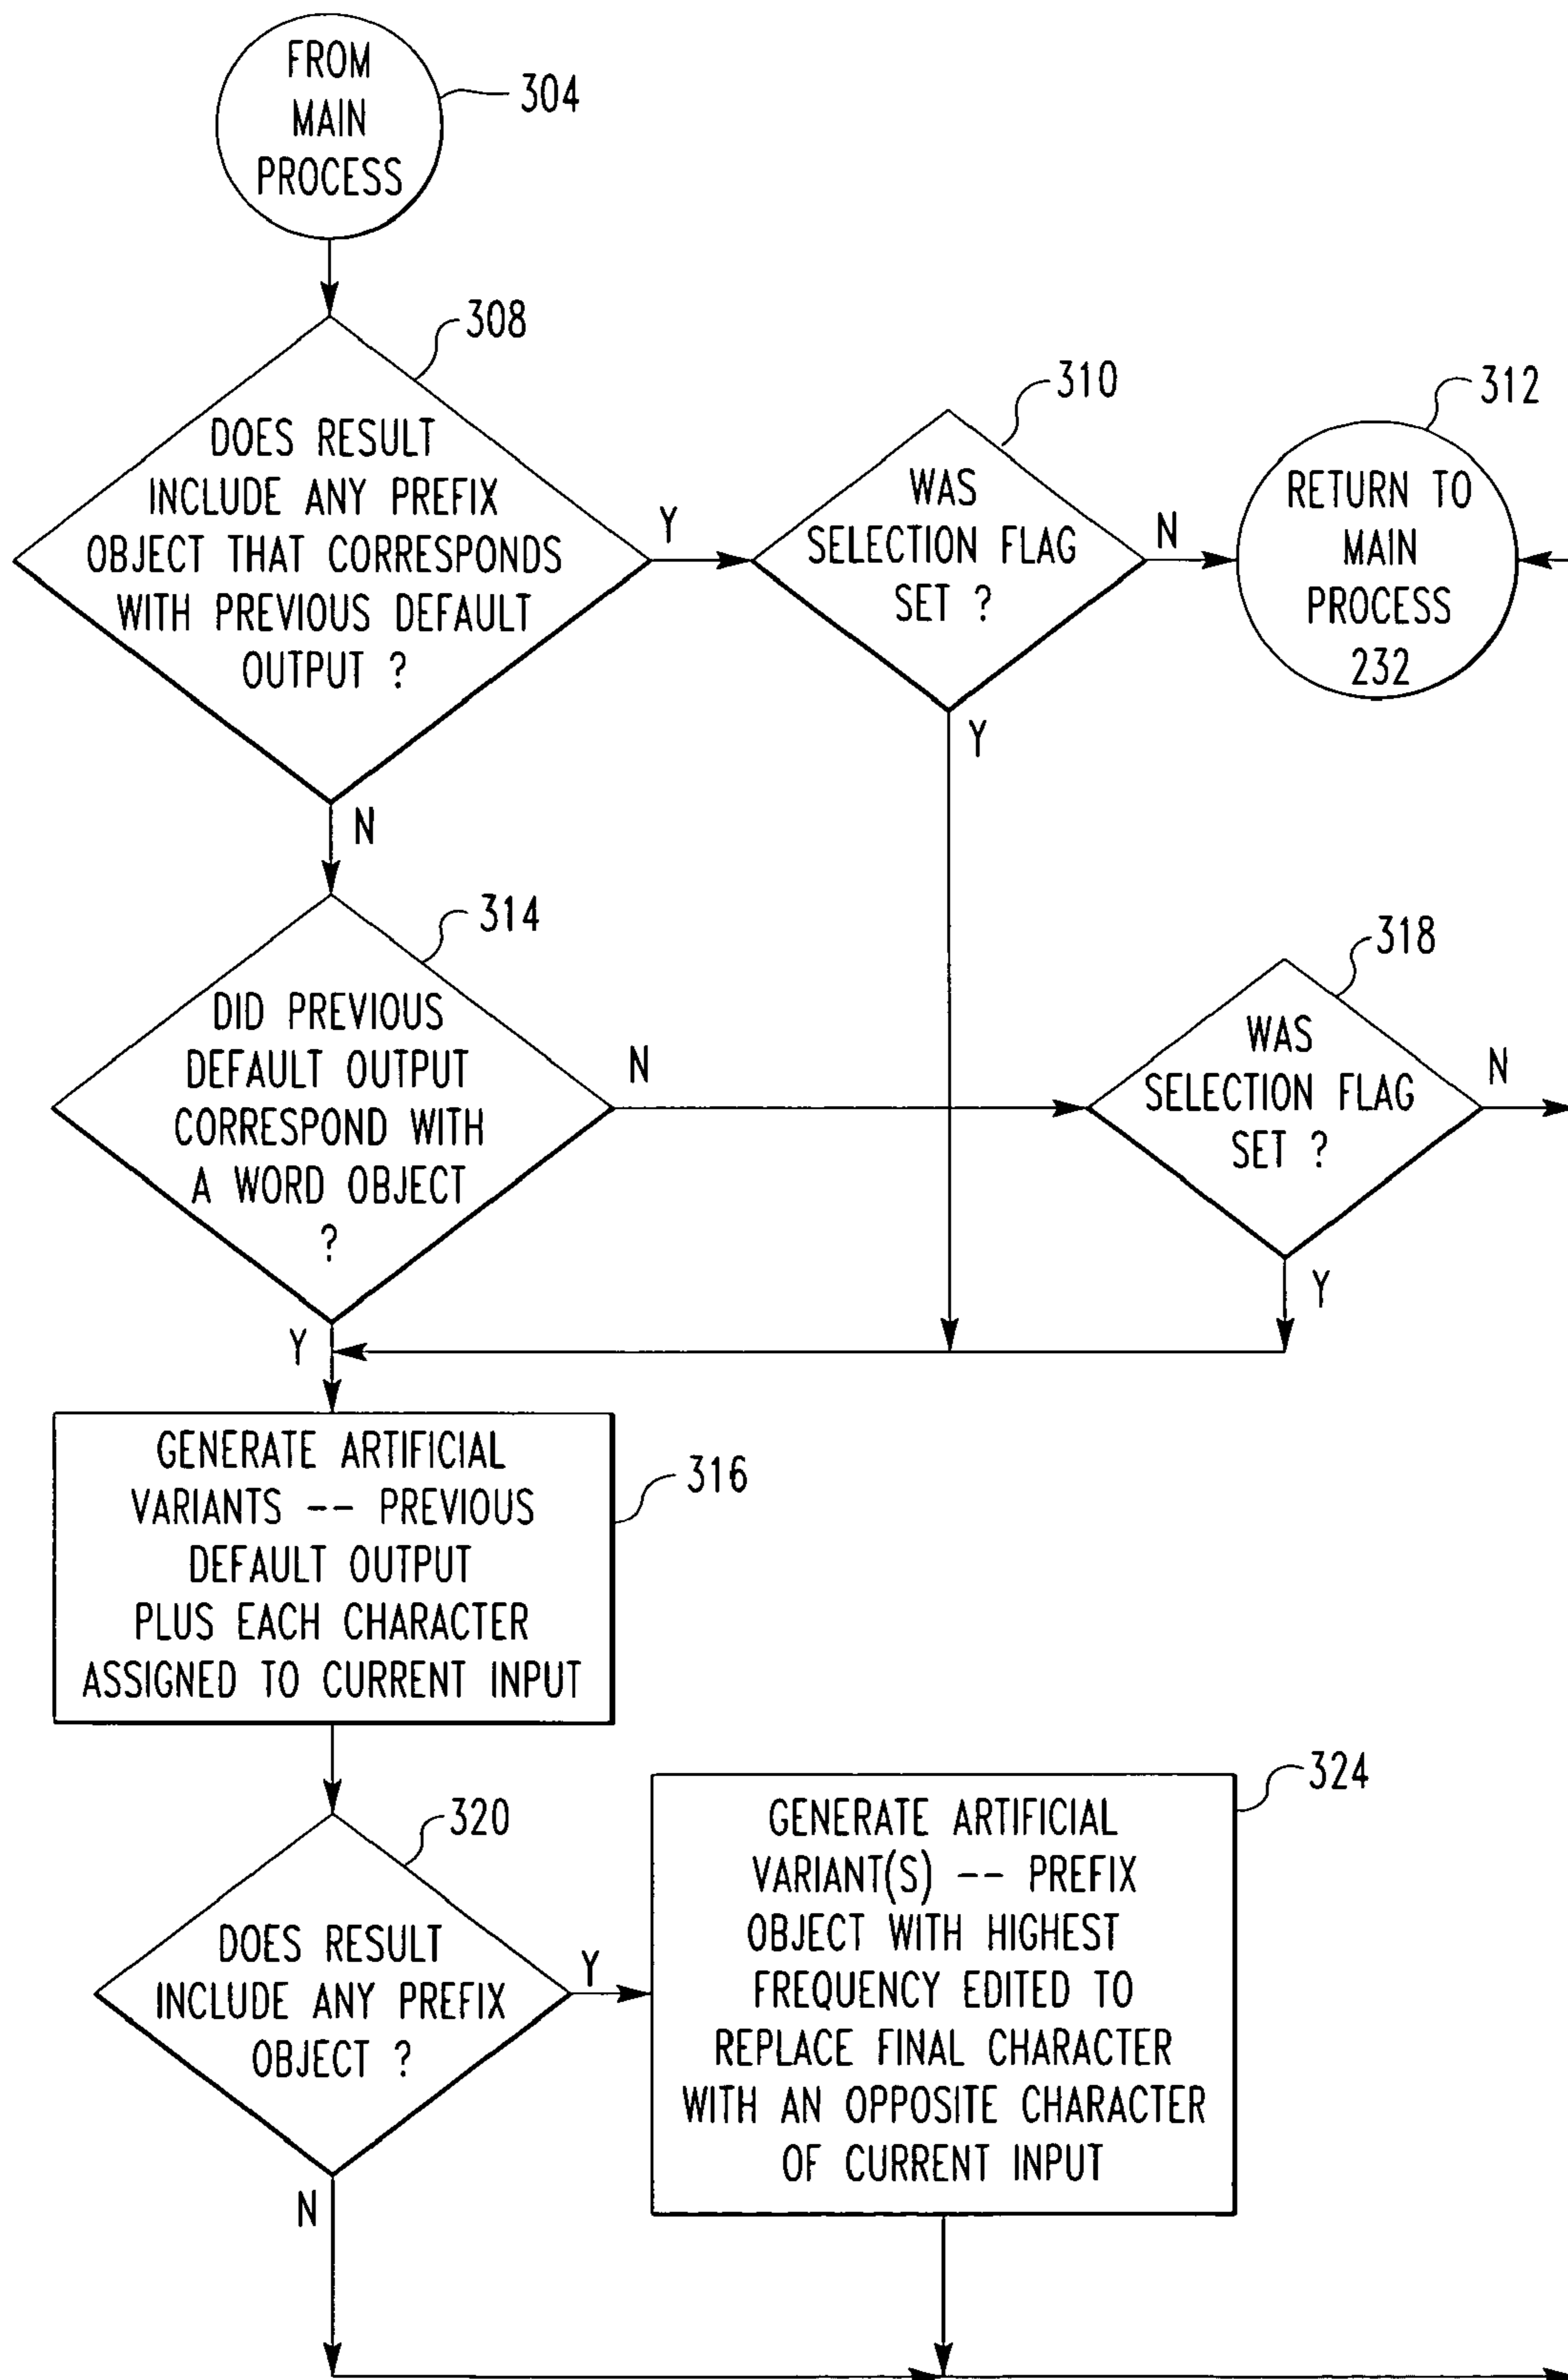 FROM
MAIN
PROCESS
304
308
DOES RESULT
INCLUDE ANY PREFIX
OBJECT THAT CORRESPONDS
WITH PREVIOUS DEFAULT
OUTPUT ?
Y
N
310
WAS
SELECTION FLAG
SET ?
N
Y
312
RETURN TO
MAIN
PROCESS
232
314
DID PREVIOUS
DEFAULT OUTPUT
CORRESPOND WITH
A WORD OBJECT
?
N
Y
318
WAS
SELECTION FLAG
SET ?
N
Y
316
GENERATE ARTIFICIAL
VARIANTS -- PREVIOUS
DEFAULT OUTPUT
PLUS EACH CHARACTER
ASSIGNED TO CURRENT INPUT
320
DOES RESULT
INCLUDE ANY PREFIX
OBJECT ?
Y
N
324
GENERATE ARTIFICIAL
VARIANT(S) -- PREFIX
OBJECT WITH HIGHEST
FREQUENCY EDITED TO
REPLACE FINAL CHARACTER
WITH AN OPPOSITE CHARACTER
OF CURRENT INPUT